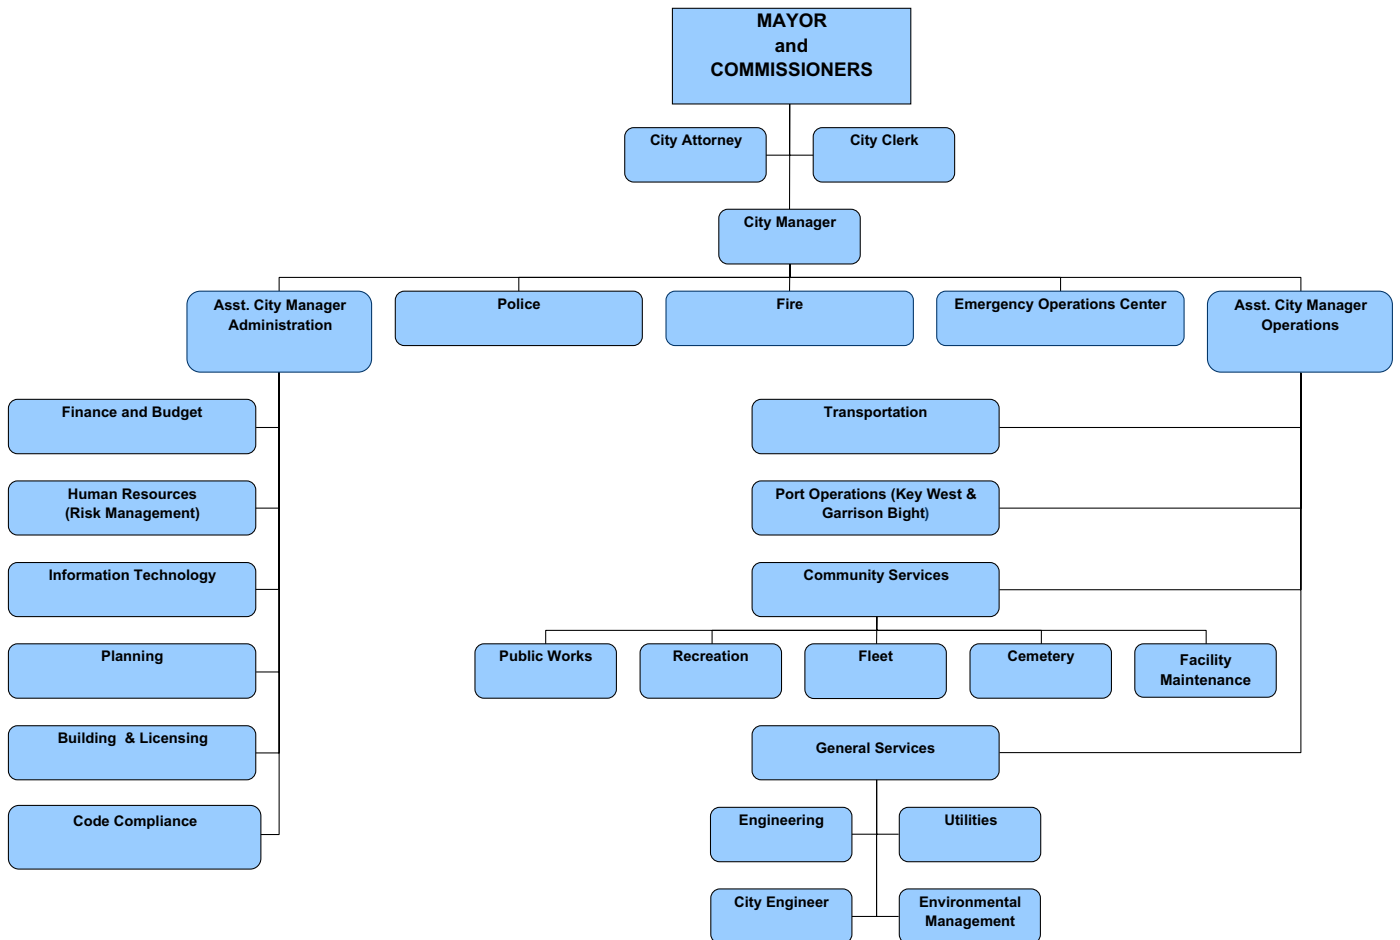 MAYOR
and
COMMISSIONERS
City Attorney
City Clerk
City Manager
Asst. City Manager
Administration
Police
Fire
Emergency Operations Center
Asst. City Manager
Operations
Finance and Budget
Transportation
Human Resources
(Risk Management)
Port Operations (Key West &
Garrison Bight)
Information Technology
Community Services
Planning
Public Works
Recreation
Fleet
Cemetery
Facility
Maintenance
Building & Licensing
General Services
Code Compliance
Engineering
Utilities
City Engineer
Environmental
Management